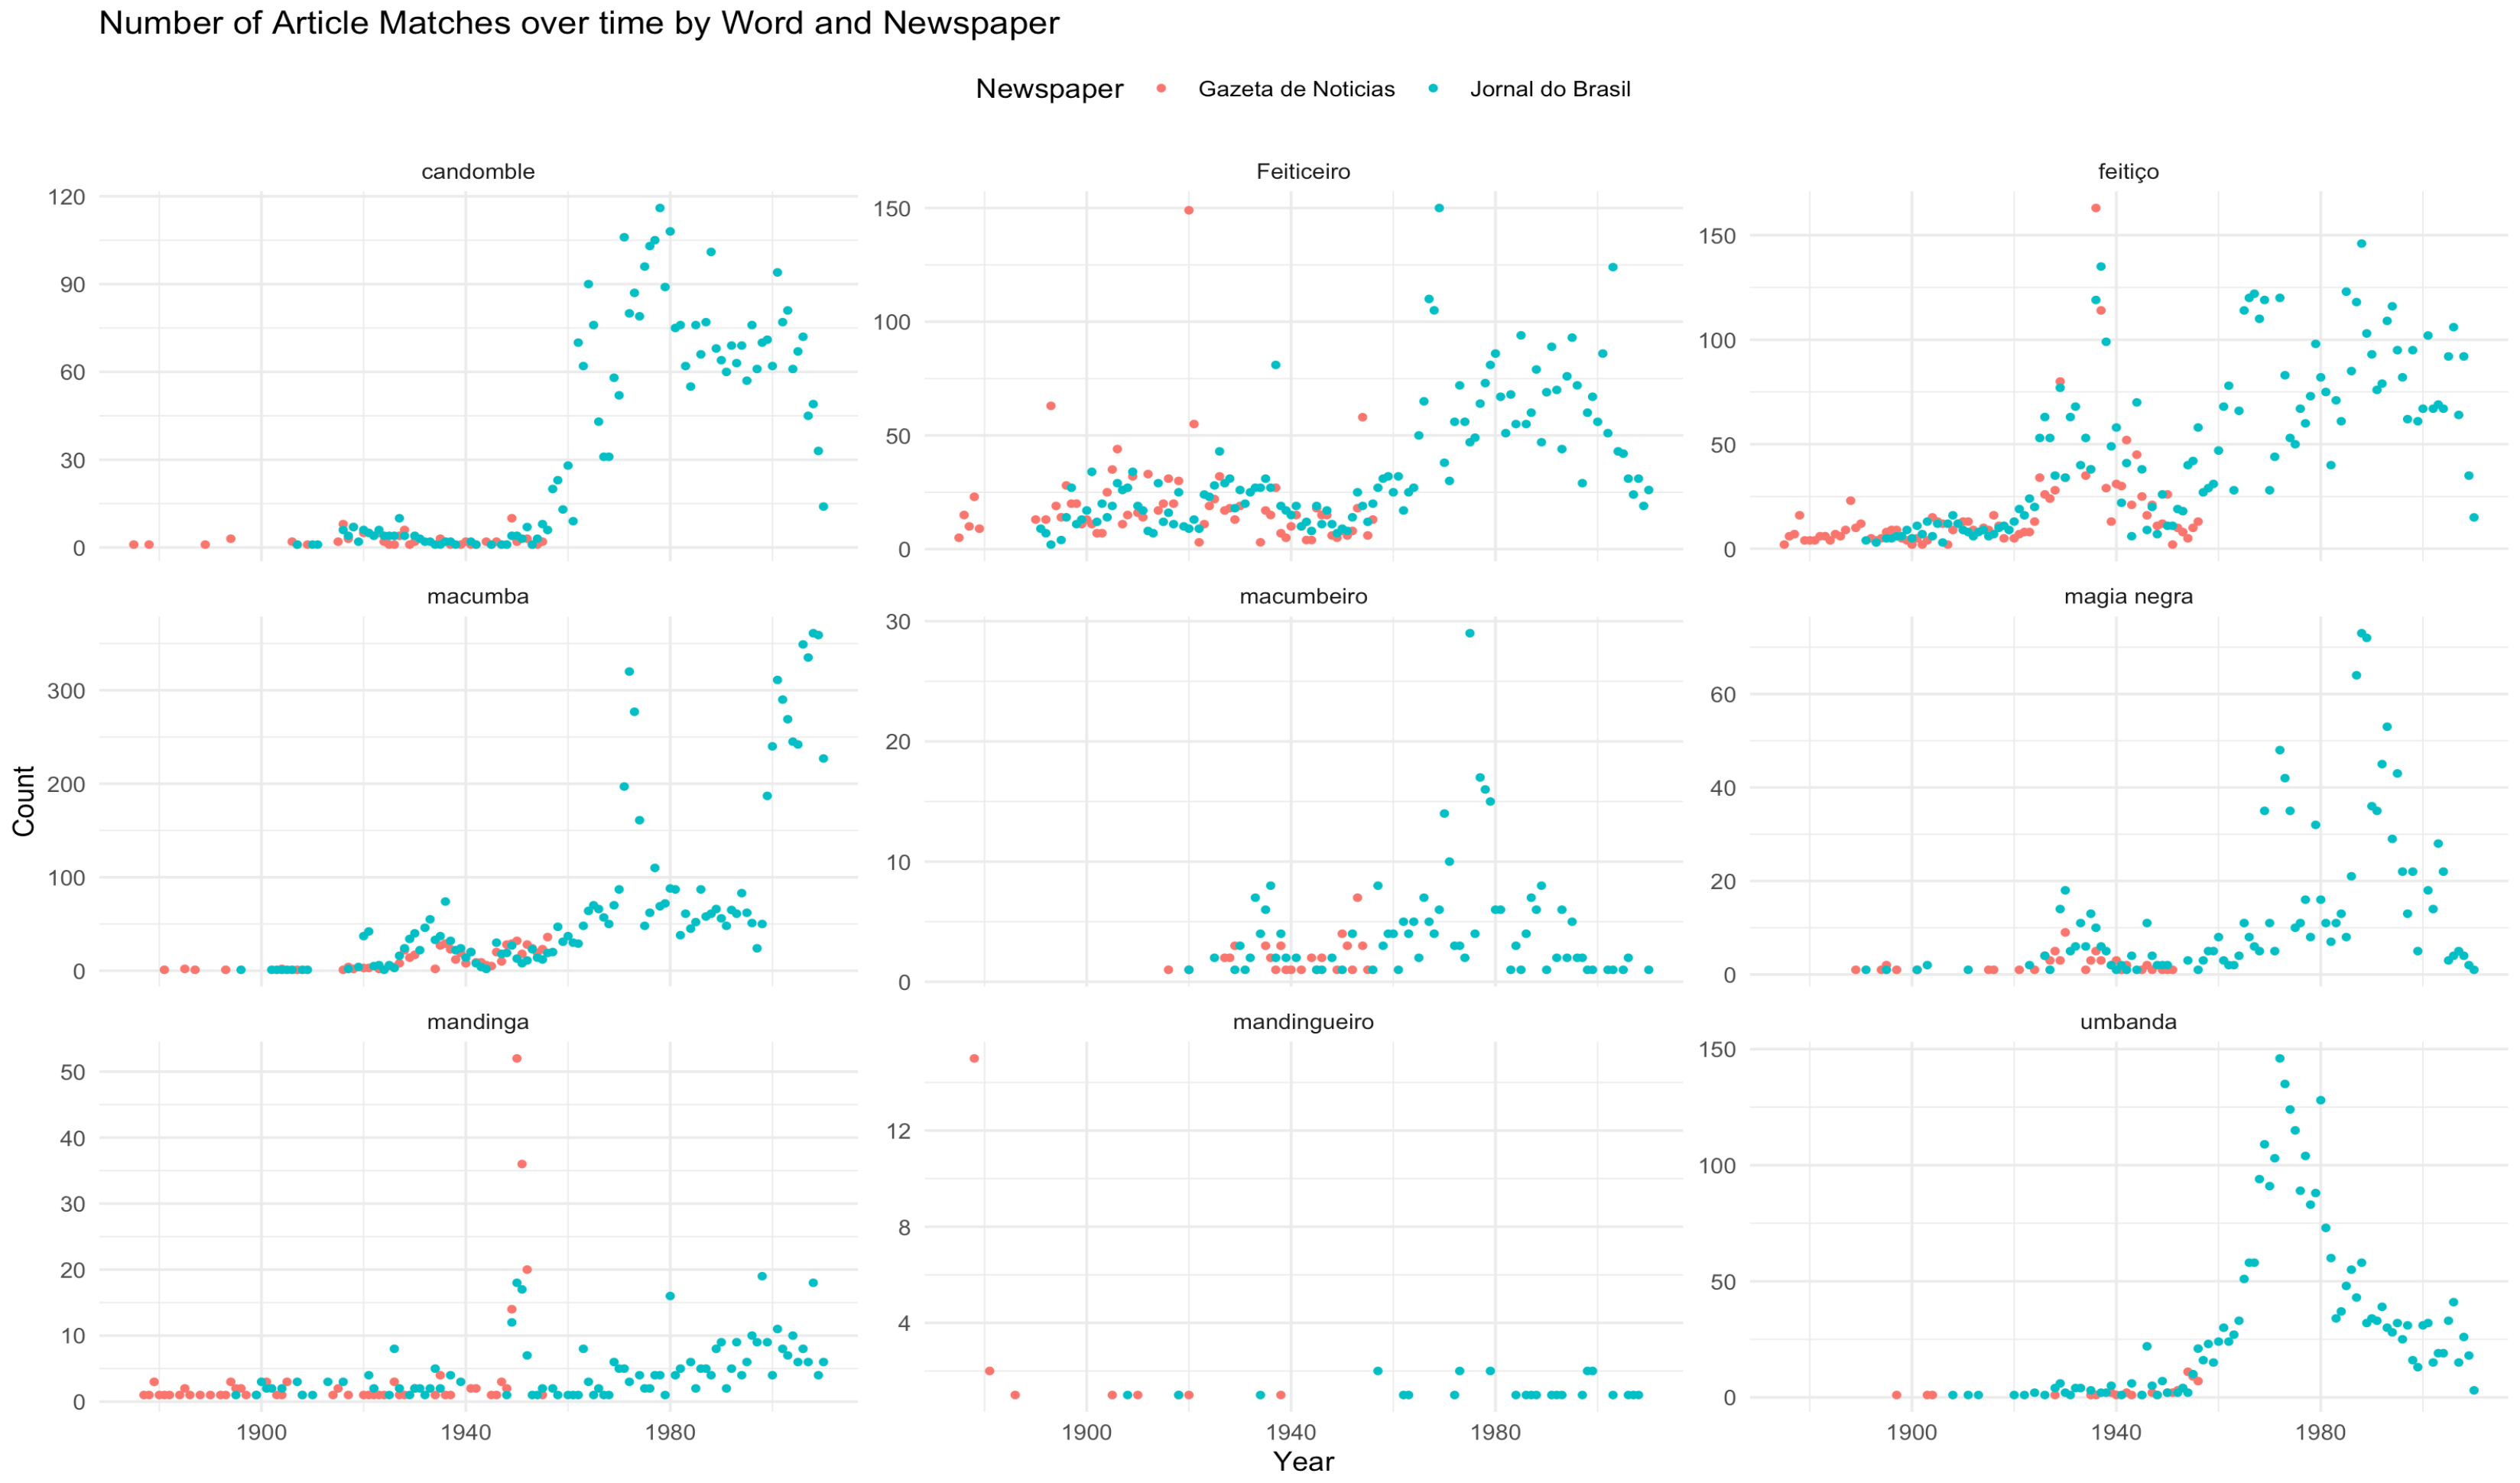 Number of Article Matches over time by Word and Newspaper
Newspaper Gazeta de Noticias Jornal do Brasil
candomble
120
90
60
30
0
Feiticeiro
150
100
50
0
feitiço
150
100
50
0
macumba
300
200
100
0
macumbeiro
30
20
10
0
magia negra
60
40
20
0
mandinga
50
40
30
20
10
0
1900 1940 1980
mandingueiro
12
8
4
1900 1940 1980
umbanda
150
100
50
0
1900 1940 1980
Count
Year